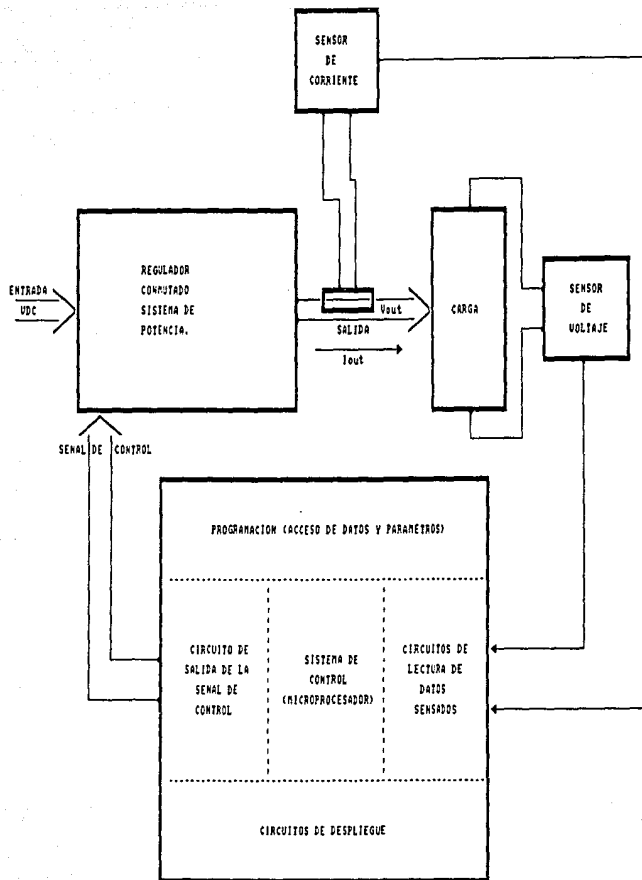 SENSOR
DE
CORRIENTE
REGULADOR
CONMUTADO
SISTEMA DE
POTENCIA.
ENTRADA
VDC
Vout
SALIDA
Iout
CARGA
SENSOR
DE
VOLTAJE
SENAL DE CONTROL
PROGRAMACION (ACCESO DE DATOS Y PARAMETROS)
CIRCUITO DE
SALIDA DE LA
SENAL DE
CONTROL
SISTEMA DE
CONTROL
(MICROPROCESADOR)
CIRCUITOS DE
LECTURA DE
DATOS
SENSADOS
CIRCUITOS DE DESPLIEGUE